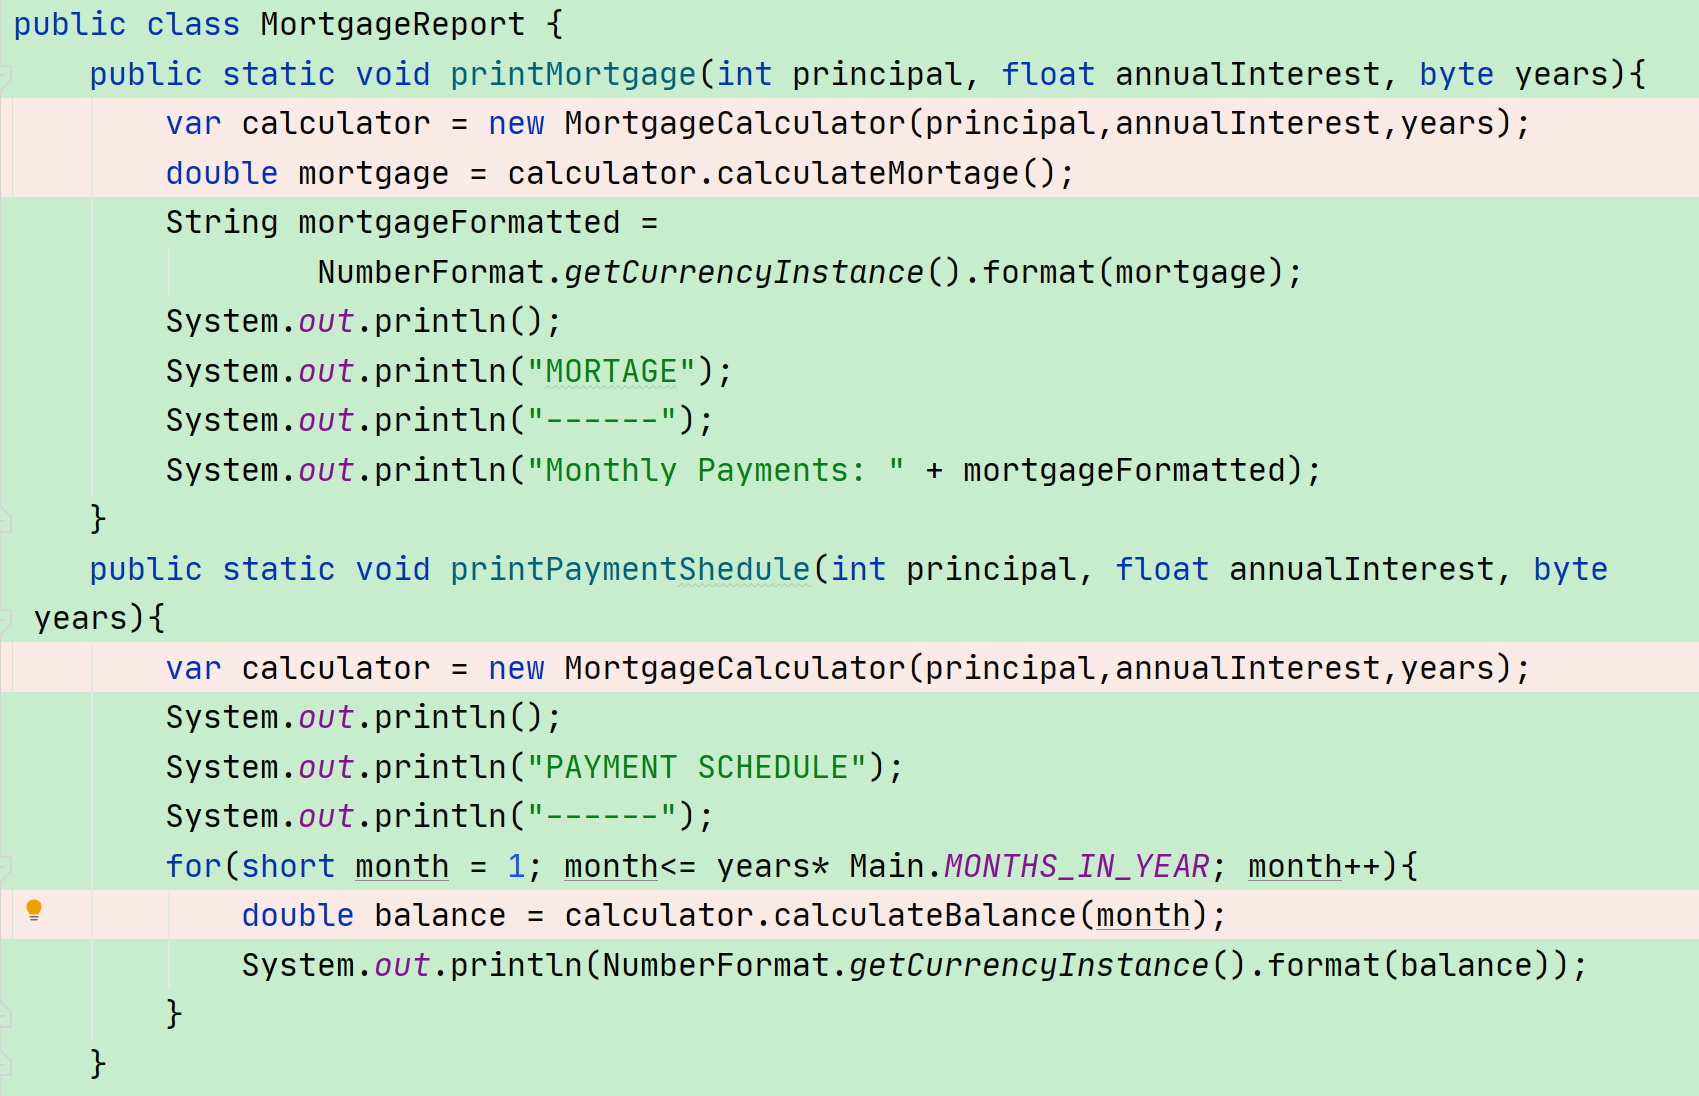 public class MortgageReport {
    public static void printMortgage(int principal, float annualInterest, byte years){
        var calculator = new MortgageCalculator(principal,annualInterest,years);
        double mortgage = calculator.calculateMortage();
        String mortgageFormatted =
                NumberFormat.getCurrencyInstance().format(mortgage);
        System.out.println();
        System.out.println("MORTAGE");
        System.out.println("------");
        System.out.println("Monthly Payments: " + mortgageFormatted);
    }
    public static void printPaymentShedule(int principal, float annualInterest, byte
 years){
        var calculator = new MortgageCalculator(principal,annualInterest,years);
        System.out.println();
        System.out.println("PAYMENT SCHEDULE");
        System.out.println("------");
        for(short month = 1; month<= years* Main.MONTHS_IN_YEAR; month++){
            double balance = calculator.calculateBalance(month);
            System.out.println(NumberFormat.getCurrencyInstance().format(balance));
        }
    }